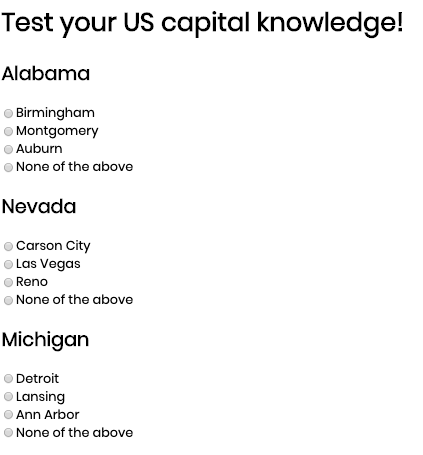 Test your US capital knowledge!
Alabama
Birmingham
Montgomery
Auburn
None of the above
Nevada
Carson City
Las Vegas
Reno
None of the above
Michigan
Detroit
Lansing
Ann Arbor
None of the above